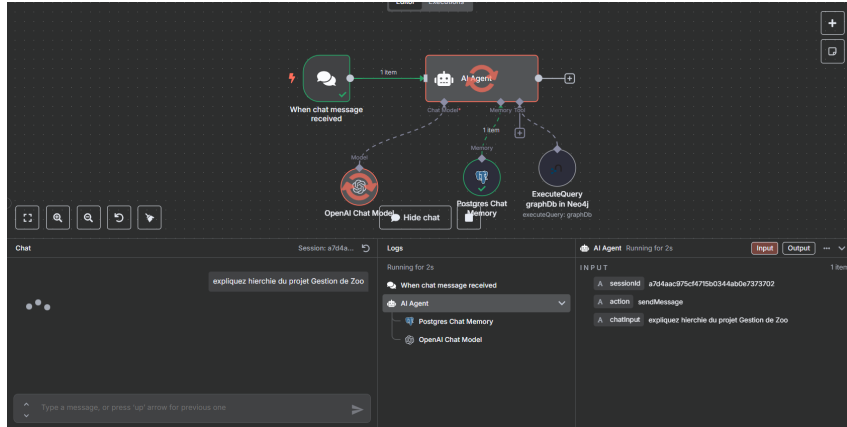 Editor Executions
1 item
AI Agent
When chat message
received
Chat Model*
Memory
Tool
1 item
Model
Memory
OpenAI Chat Model
Postgres Chat
Memory
ExecuteQuery
graphDb in Neo4j
executeQuery: graphDb
Hide chat
Chat
Session: a7d4a...
expliquez hierchie du projet Gestion de Zoo
Type a message, or press 'up' arrow for previous one
Logs
Running for 2s
When chat message received
AI Agent
Postgres Chat Memory
OpenAI Chat Model
AI Agent Running for 2s
Input
Output
INPUT
1 item
A sessionId a7d4aac975cf4715b0344ab0e7373702
A action sendMessage
A chatInput expliquez hierchie du projet Gestion de Zoo